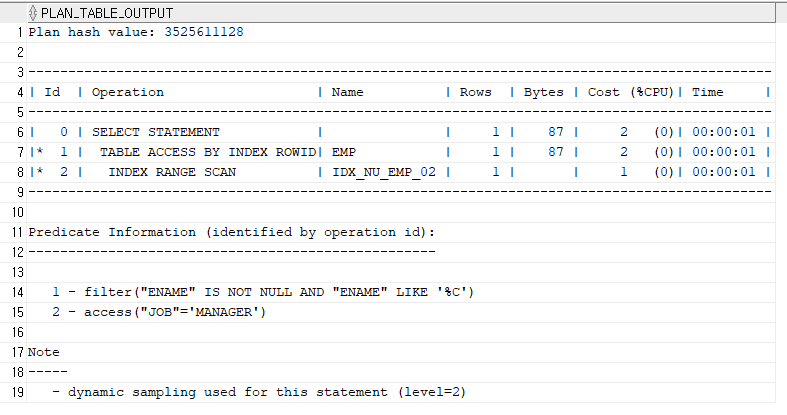 PLAN_TABLE_OUTPUT
1 Plan hash value: 3525611128
2
3 ---------------------------------------------------------------------------------------------
4 | Id  | Operation                   | Name          | Rows  | Bytes | Cost (%CPU)| Time     |
5 ---------------------------------------------------------------------------------------------
6 |   0 | SELECT STATEMENT            |               |     1 |    87 |     2   (0)| 00:00:01 |
7 |*  1 |  TABLE ACCESS BY INDEX ROWID| EMP           |     1 |    87 |     2   (0)| 00:00:01 |
8 |*  2 |   INDEX RANGE SCAN          | IDX_NU_EMP_02 |     1 |       |     1   (0)| 00:00:01 |
9 ---------------------------------------------------------------------------------------------
10
11 Predicate Information (identified by operation id):
12 ---------------------------------------------------
13
14    1 - filter("ENAME" IS NOT NULL AND "ENAME" LIKE '%C')
15    2 - access("JOB"='MANAGER')
16
17 Note
18 -----
19    - dynamic sampling used for this statement (level=2)